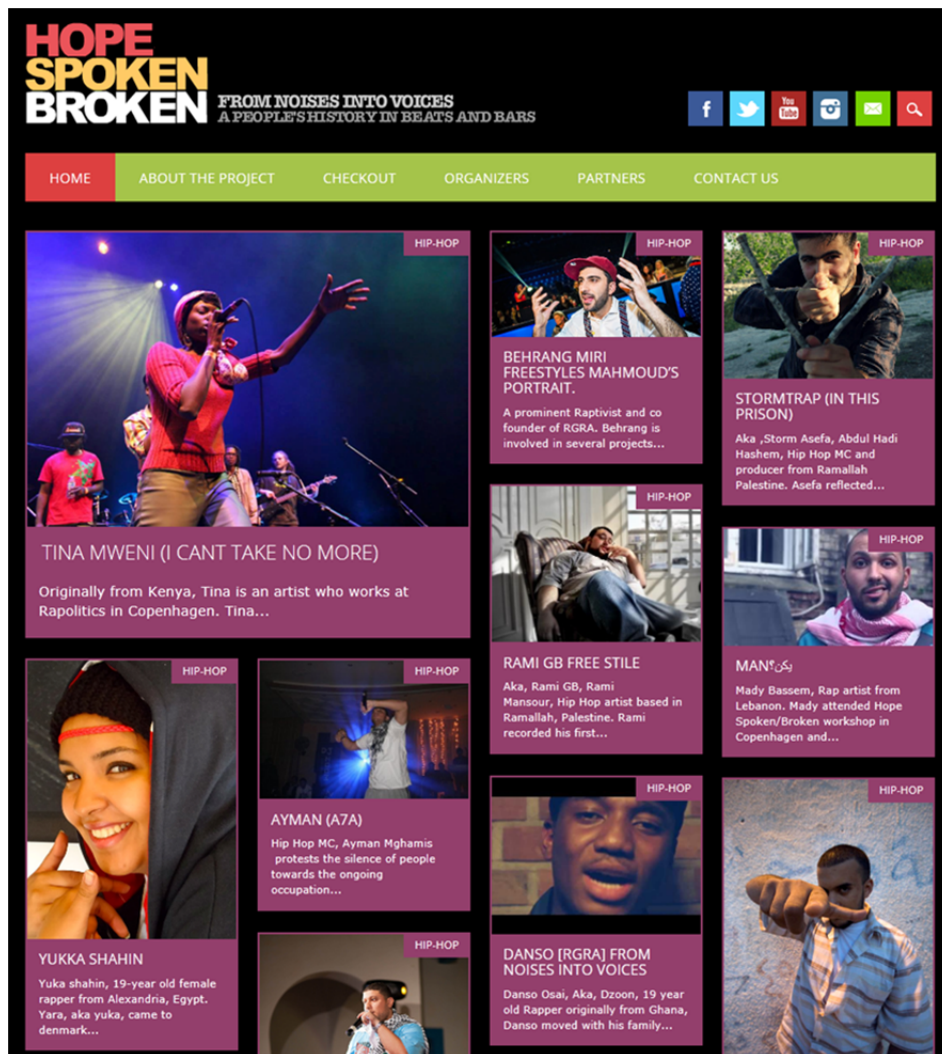 HOPE
SPOKEN
BROKEN
FROM NOISES INTO VOICES
A PEOPLE'S HISTORY IN BEATS AND BARS
f
You
Tube
HOME
ABOUT THE PROJECT
CHECKOUT
ORGANIZERS
PARTNERS
CONTACT US
HIP-HOP
TINA MWENI (I CANT TAKE NO MORE)
Originally from Kenya, Tina is an artist who works at
Rapolitics in Copenhagen. Tina...
HIP-HOP
YUKKA SHAHIN
Yuka shahin, 19-year old female
rapper from Alexandria, Egypt.
Yara, aka yuka, came to
denmark...
HIP-HOP
AYMAN (A7A)
Hip Hop MC, Ayman Mghamis
protests the silence of people
towards the ongoing
occupation...
HIP-HOP
HIP-HOP
BEHRANG MIRI
FREESTYLES MAHMOUD'S
PORTRAIT.
A prominent Raptivist and co
founder of RGRA. Behrang is
involved in several projects...
HIP-HOP
RAMI GB FREE STILE
Aka, Rami GB, Rami
Mansour, Hip Hop artist based in
Ramallah, Palestine. Rami
recorded his first...
HIP-HOP
DANSO [RGRA] FROM
NOISES INTO VOICES
Danso Osai, Aka, Dzoon, 19 year
old Rapper originally from Ghana,
Danso moved with his family...
HIP-HOP
STORMTRAP (IN THIS
PRISON)
Aka ,Storm Asefa, Abdul Hadi
Hashem, Hip Hop MC and
producer from Ramallah
Palestine. Asefa reflected...
HIP-HOP
MAN؟يكن
Mady Bassem, Rap artist from
Lebanon. Mady attended Hope
Spoken/Broken workshop in
Copenhagen and...
HIP-HOP